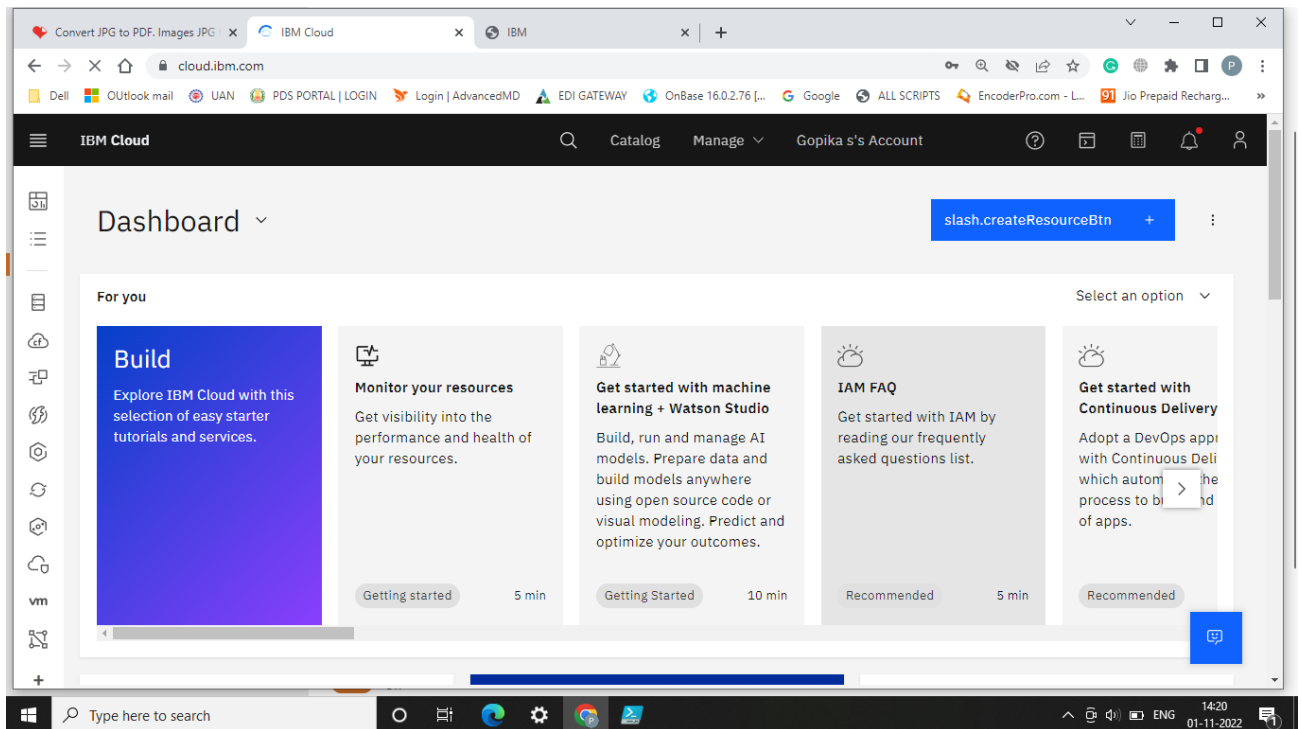 Convert JPG to PDF. Images JPG
IBM Cloud
IBM
cloud.ibm.com
Dell
OUtlook mail
UAN
PDS PORTAL | LOGIN
Login | AdvancedMD
EDI GATEWAY
OnBase 16.0.2.76 [...
Google
ALL SCRIPTS
EncoderPro.com - L...
Jio Prepaid Recharg...
IBM Cloud
Catalog
Manage
Gopika s's Account
Dashboard
slash.createResourceBtn +
For you
Select an option
Build
Explore IBM Cloud with this
selection of easy starter
tutorials and services.
Monitor your resources
Get visibility into the
performance and health of
your resources.
Getting started 5 min
Get started with machine
learning + Watson Studio
Build, run and manage AI
models. Prepare data and
build models anywhere
using open source code or
visual modeling. Predict and
optimize your outcomes.
Getting Started 10 min
IAM FAQ
Get started with IAM by
reading our frequently
asked questions list.
Recommended 5 min
Get started with
Continuous Delivery
Adopt a DevOps
with Continuous
which
process to
of apps.
Recommended
vm
Type here to search
ENG
14:20
01-11-2022